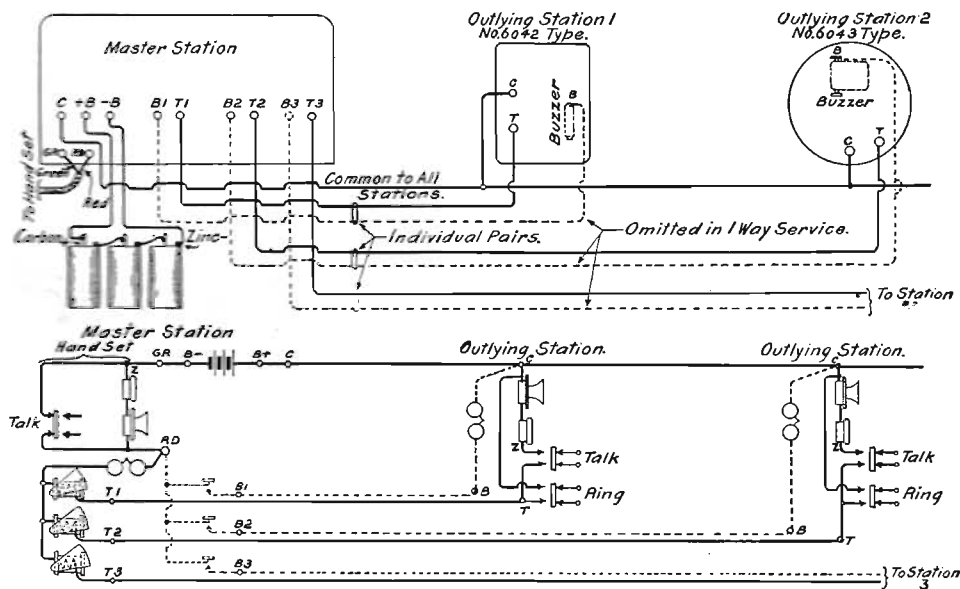 Outlying Station 1
No.6042 Type.
Outlying Station 2
No.6043 Type.
Master Station
C +B -B B1 T1 B2 T2 B3 T3
C
T
Buzzer
B
B
Buzzer
C T
GR
Green
Red
To Hand Set
Common to All
Stations.
Carbon
Zinc-
Individual Pairs.
Omitted in 1 Way Service.
To Station
Master Station
Hand Set
GR B- B+ C
Outlying Station.
C
Outlying Station.
C
Z
Talk
RD
Z
Talk
Ring
B
T
Z
Talk
Ring
B
T
T1
B1
T2
B2
T3
B3
To Station
3